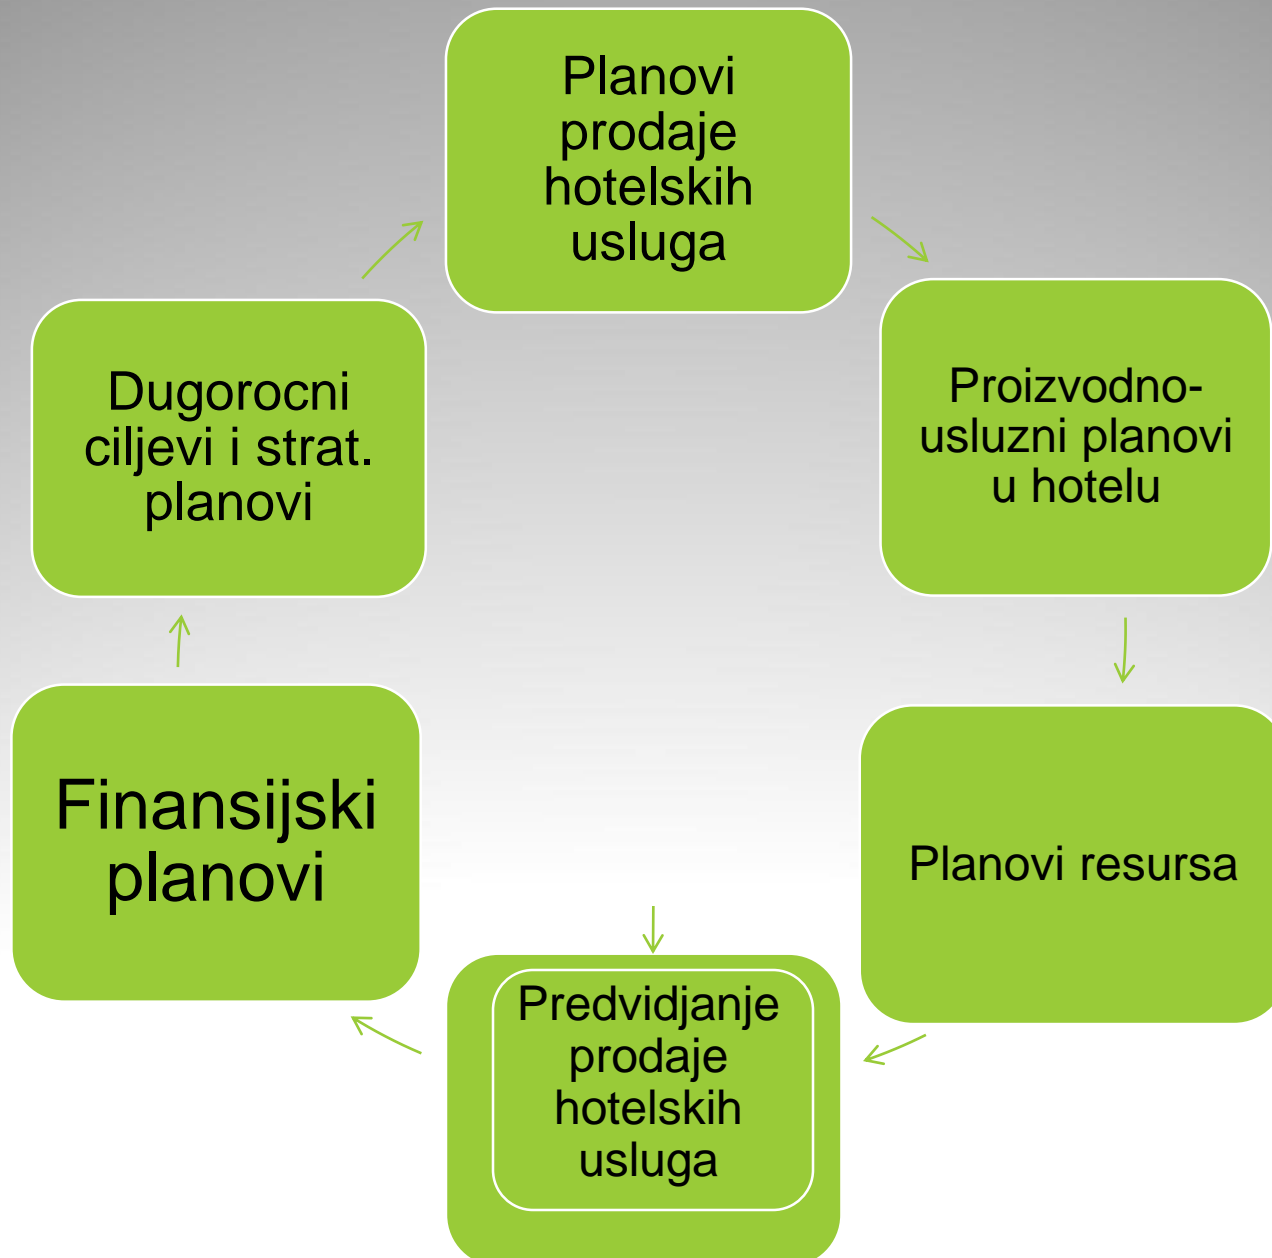 Planovi
prodaje
hotelskih
usluga
Proizvodno-
usluzni planovi
u hotelu
Planovi resursa
Predvidjanje
prodaje
hotelskih
usluga
Finansijski
planovi
Dugorocni
ciljevi i strat.
planovi